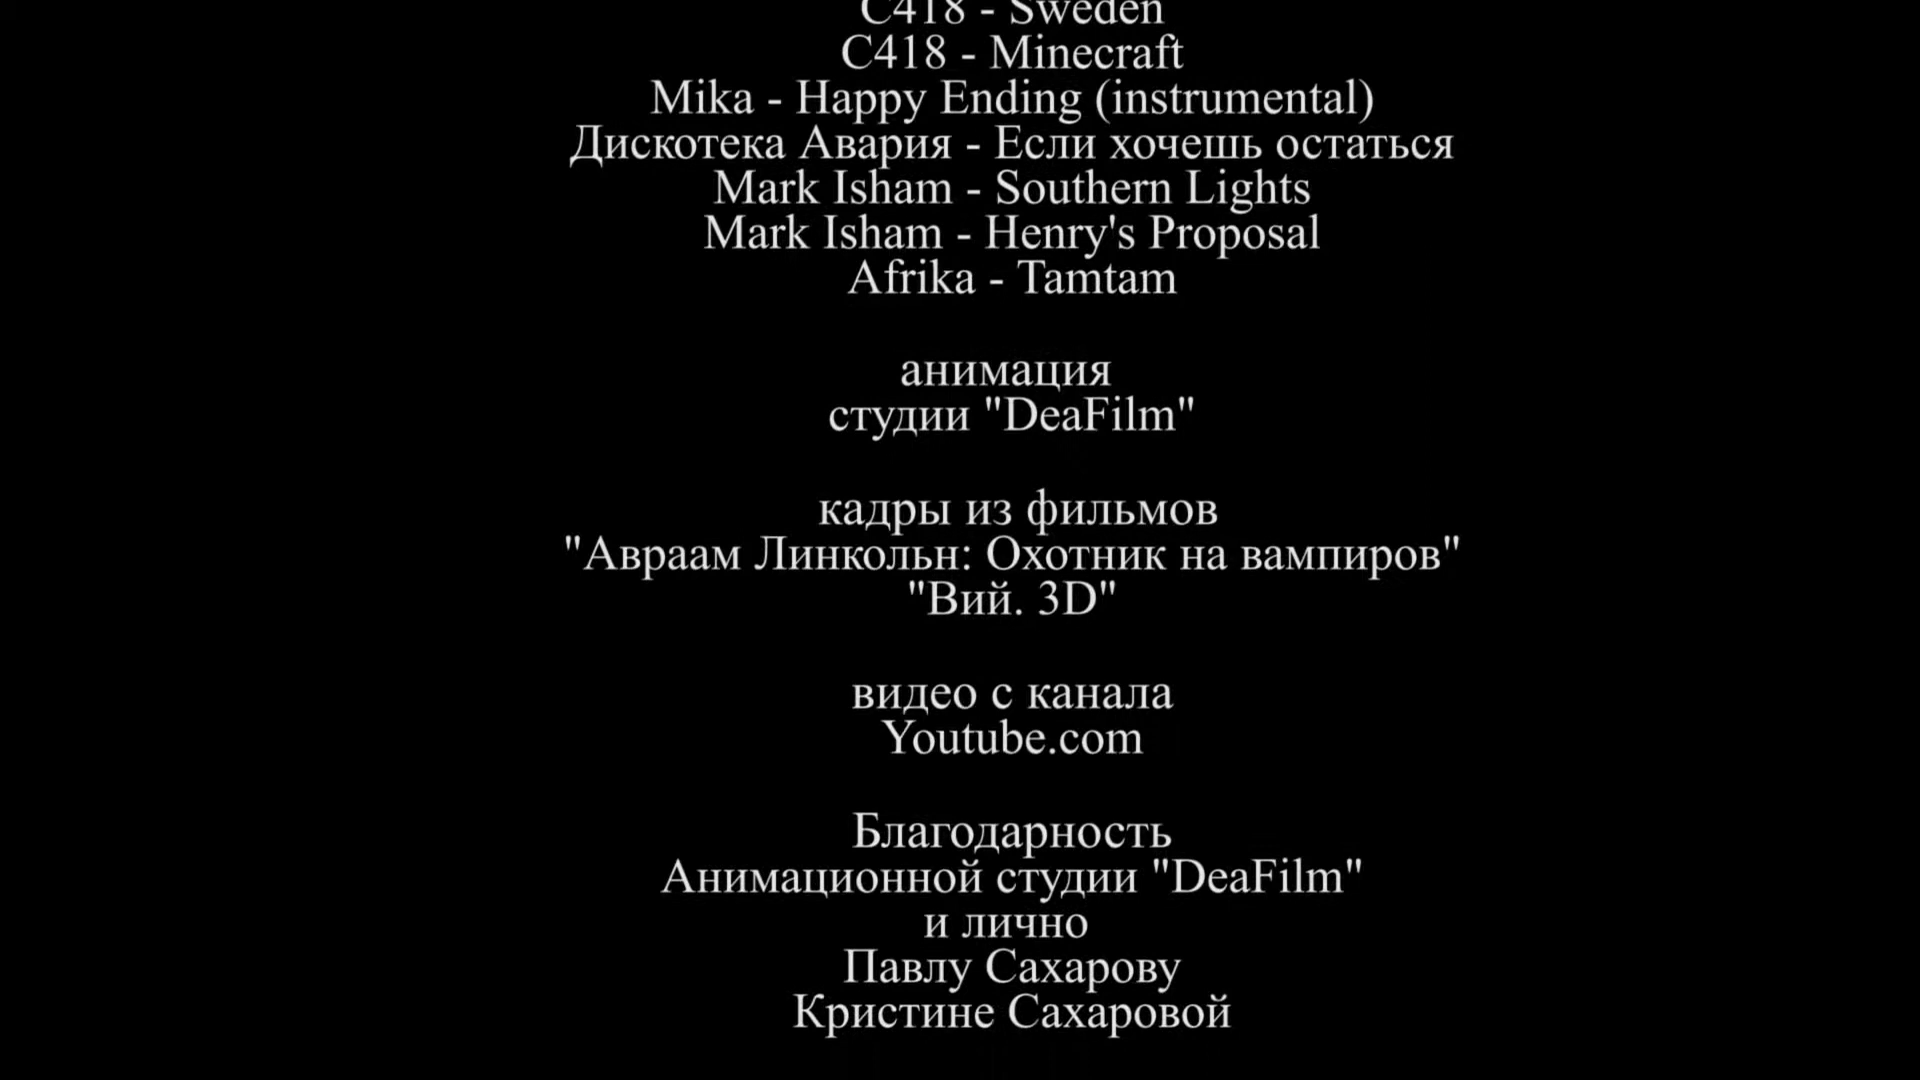 C418 - Sweden
C418 - Minecraft
Mika - Happy Ending (instrumental)
Дискотека Авария - Если хочешь остаться
Mark Isham - Southern Lights
Mark Isham - Henry's Proposal
Afrika - Tamtam
анимация
студии "DeaFilm"
кадры из фильмов
"Авраам Линкольн: Охотник на вампиров"
"Вий. 3D"
видео с канала
Youtube.com
Благодарность
Анимационной студии "DeaFilm"
и лично
Павлу Сахарову
Кристине Сахаровой